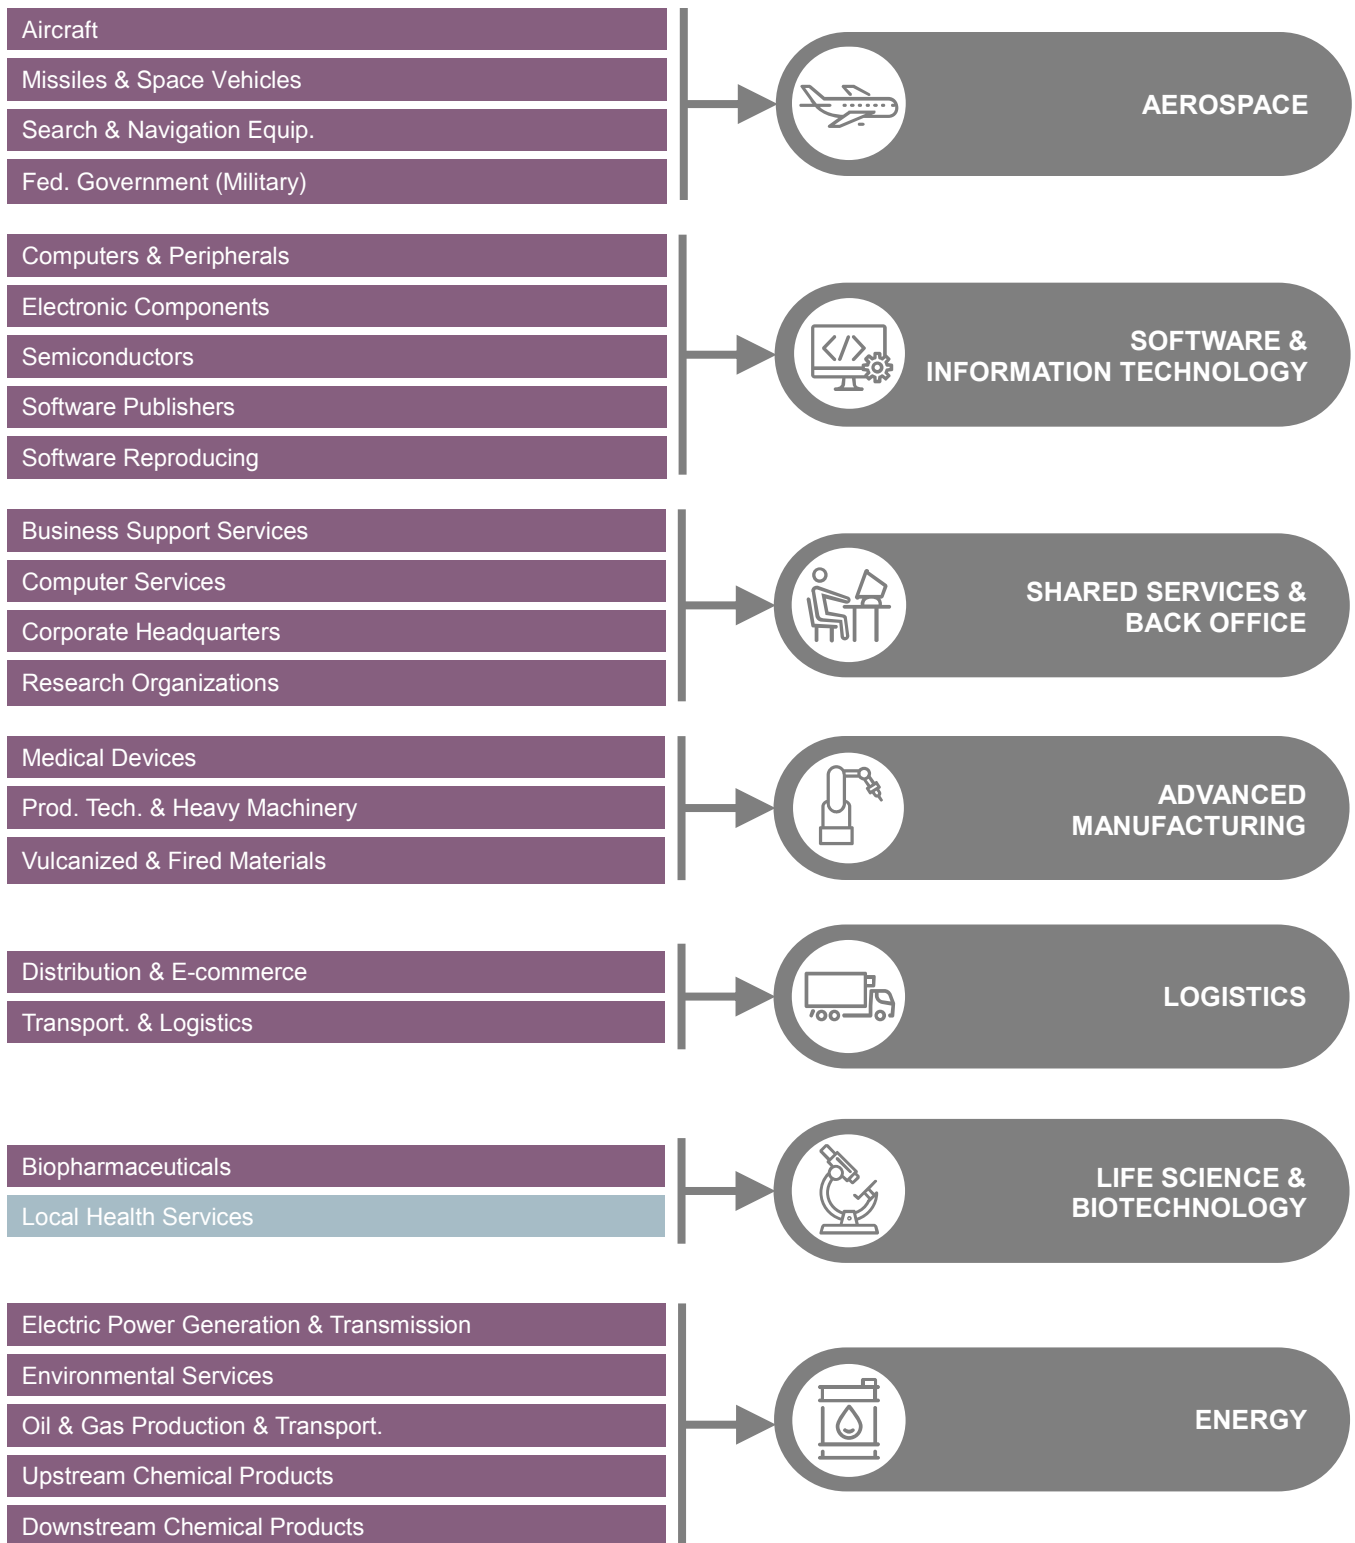 Aircraft
Missiles & Space Vehicles
Search & Navigation Equip.
Fed. Government (Military)
AEROSPACE
Computers & Peripherals
Electronic Components
Semiconductors
Software Publishers
Software Reproducing
</>
SOFTWARE &
INFORMATION TECHNOLOGY
Business Support Services
Computer Services
Corporate Headquarters
Research Organizations
SHARED SERVICES &
BACK OFFICE
Medical Devices
Prod. Tech. & Heavy Machinery
Vulcanized & Fired Materials
ADVANCED
MANUFACTURING
Distribution & E-commerce
Transport. & Logistics
LOGISTICS
Biopharmaceuticals
Local Health Services
LIFE SCIENCE &
BIOTECHNOLOGY
Electric Power Generation & Transmission
Environmental Services
Oil & Gas Production & Transport.
Upstream Chemical Products
Downstream Chemical Products
ENERGY